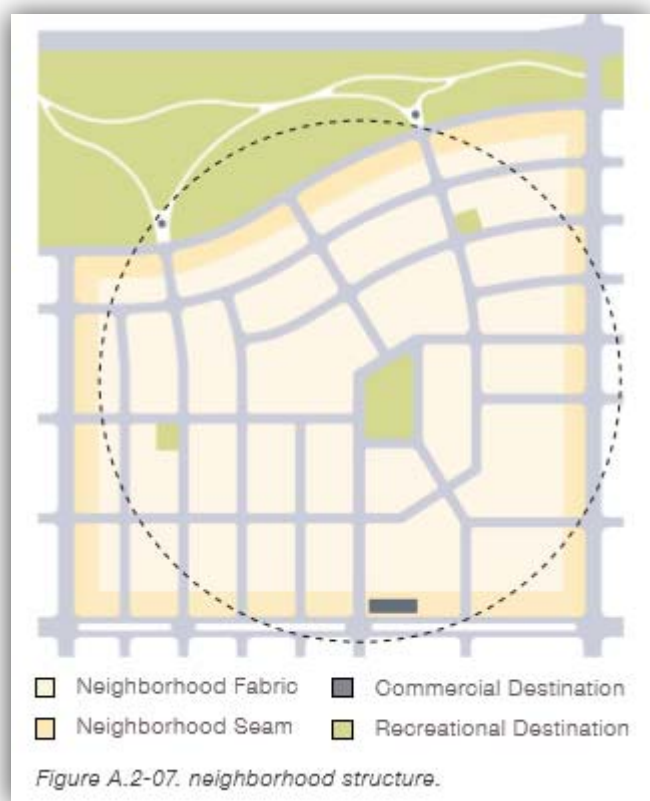 Neighborhood Fabric
Commercial Destination
Neighborhood Seam
Recreational Destination
Figure A.2-07. neighborhood structure.